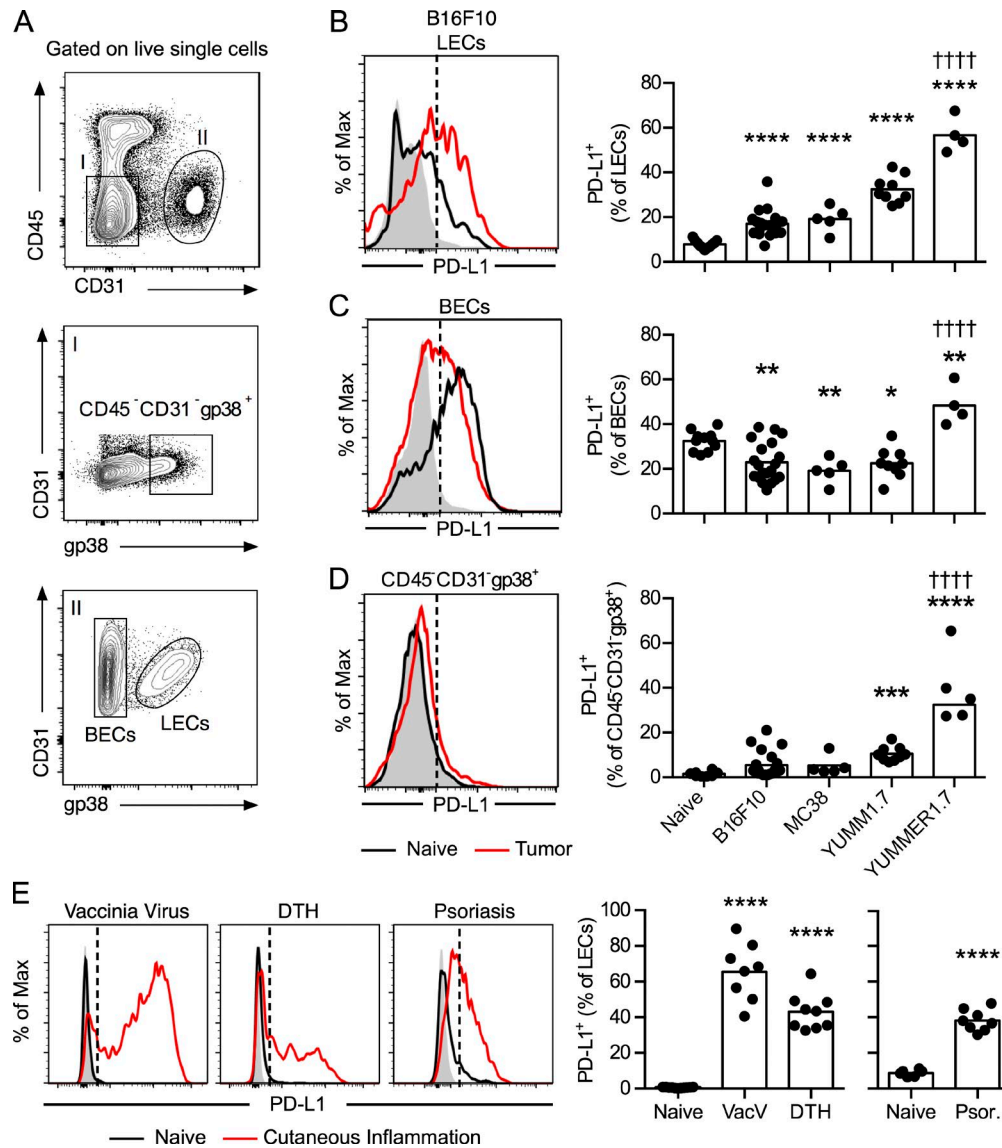 A
Gated on live single cells
I
II
CD45
CD31
I
CD45⁻CD31⁻gp38⁺
CD31
gp38
II
BECs
LECs
CD31
gp38
B
B16F10
LECs
% of Max
PD-L1
PD-L1⁺
(% of LECs)
80
60
40
20
0
****
****
****
††††
****
C
BECs
% of Max
PD-L1
PD-L1⁺
(% of BECs)
80
60
40
20
0
**
**
*
††††
**
D
CD45⁻CD31⁻gp38⁺
% of Max
PD-L1
Naive
Tumor
PD-L1⁺
(% of CD45⁻CD31⁻gp38⁺)
80
60
40
20
0
***
††††
****
Naive
B16F10
MC38
YUMM1.7
YUMMER1.7
E
Vaccinia Virus
DTH
Psoriasis
% of Max
PD-L1
Naive
Cutaneous Inflammation
PD-L1⁺ (% of LECs)
100
80
60
40
20
0
****
****
****
Naive
VacV
DTH
Naive
Psor.